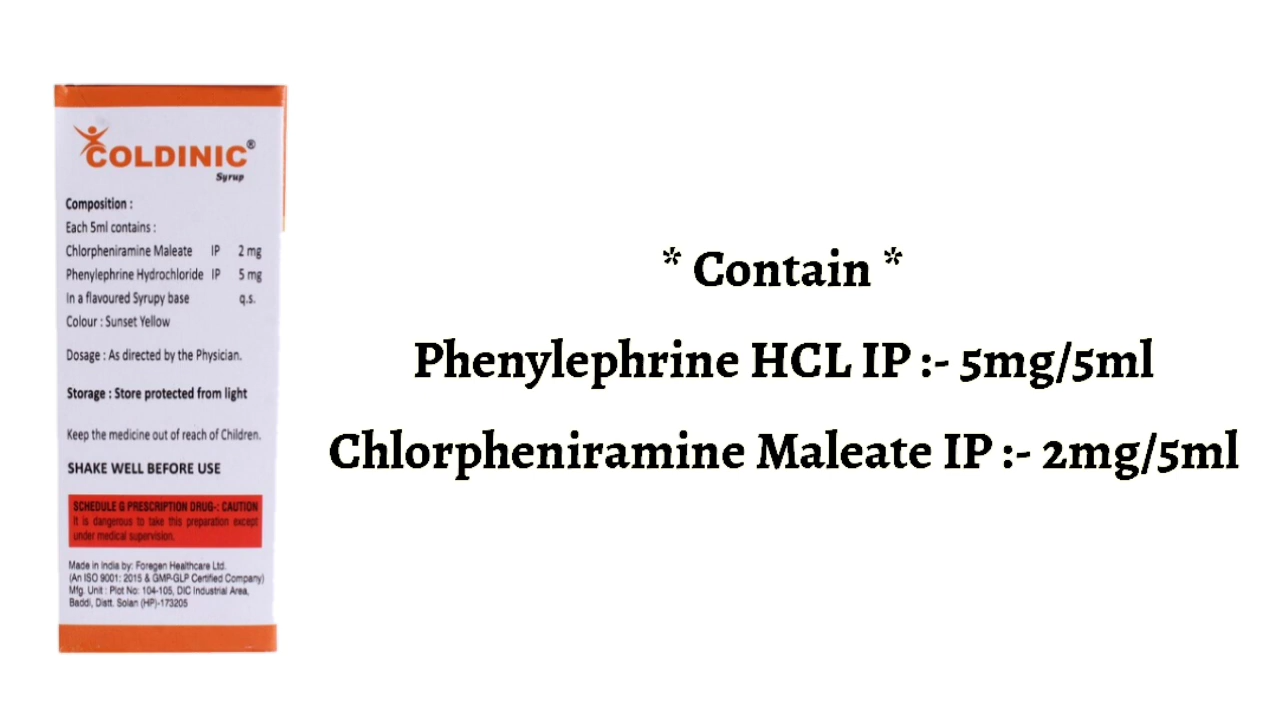 COLDINIC®
Syrup
Composition :
Each 5ml contains :
Chlorpheniramine Maleate IP 2 mg
Phenylephrine Hydrochloride IP 5 mg
In a flavoured Syrupy base q.s.
Colour : Sunset Yellow
Dosage : As directed by the Physician.
Storage : Store protected from light
Keep the medicine out of reach of Children.
SHAKE WELL BEFORE USE
SCHEDULE G PRESCRIPTION DRUG-: CAUTION
It is dangerous to take this preparation except
under medical supervision.
Made in India by: Foregen Healthcare Ltd.
(An ISO 9001: 2015 & GMP-GLP Certified Company)
Mfg. Unit : Plot No: 104-105, DIC Industrial Area,
Baddi, Distt. Solan (HP)-173205
* Contain *
Phenylephrine HCL IP :- 5mg/5ml
Chlorpheniramine Maleate IP :- 2mg/5ml